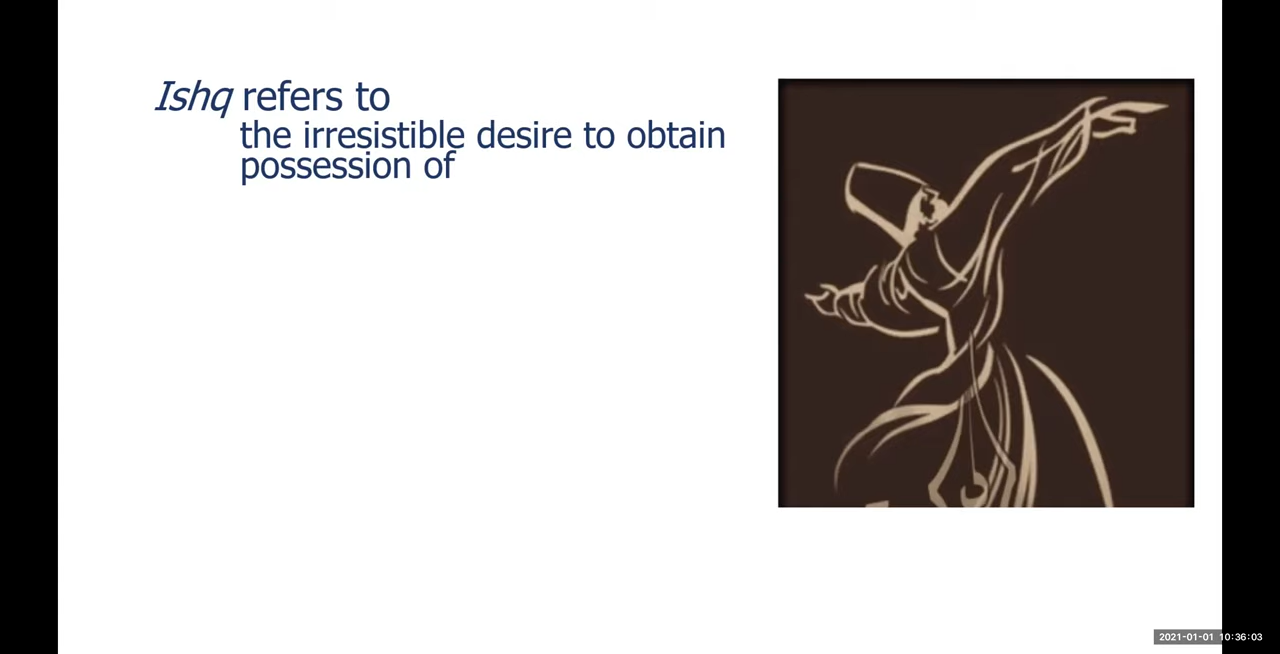 Ishq refers to
the irresistible desire to obtain
possession of
2021-01-01 10:36:03